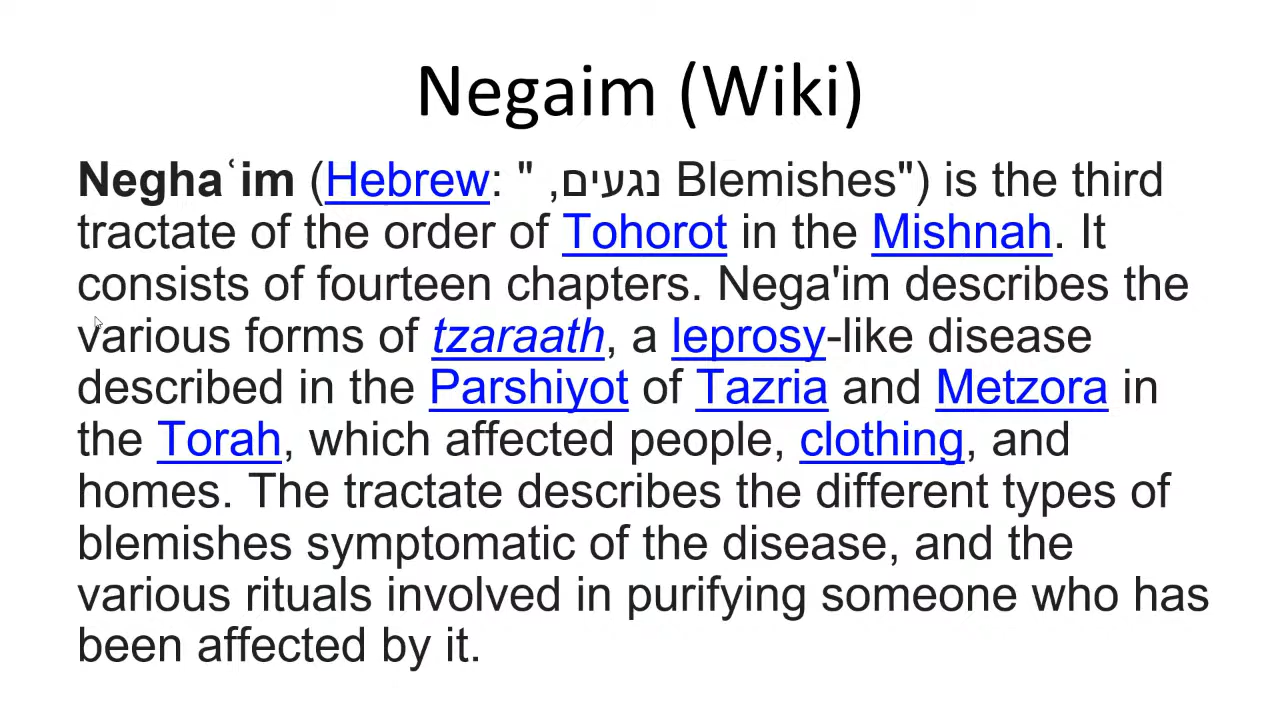 Negaim (Wiki)
Neghaʿim (Hebrew: " ,נגעים Blemishes") is the third
tractate of the order of Tohorot in the Mishnah. It
consists of fourteen chapters. Nega'im describes the
various forms of tzaraath, a leprosy-like disease
described in the Parshiyot of Tazria and Metzora in
the Torah, which affected people, clothing, and
homes. The tractate describes the different types of
blemishes symptomatic of the disease, and the
various rituals involved in purifying someone who has
been affected by it.